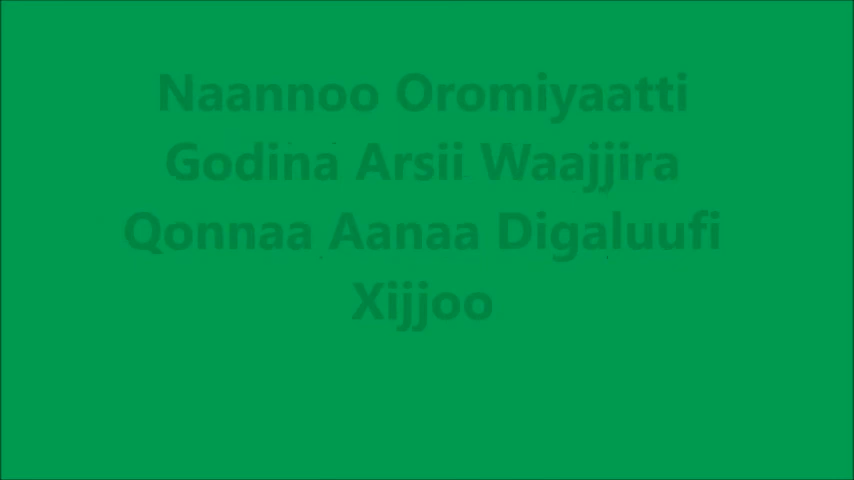 Naannoo Oromiyaatti
Godina Arsii Waajjira
Qonnaa Aanaa Digaluufi
Xijjoo